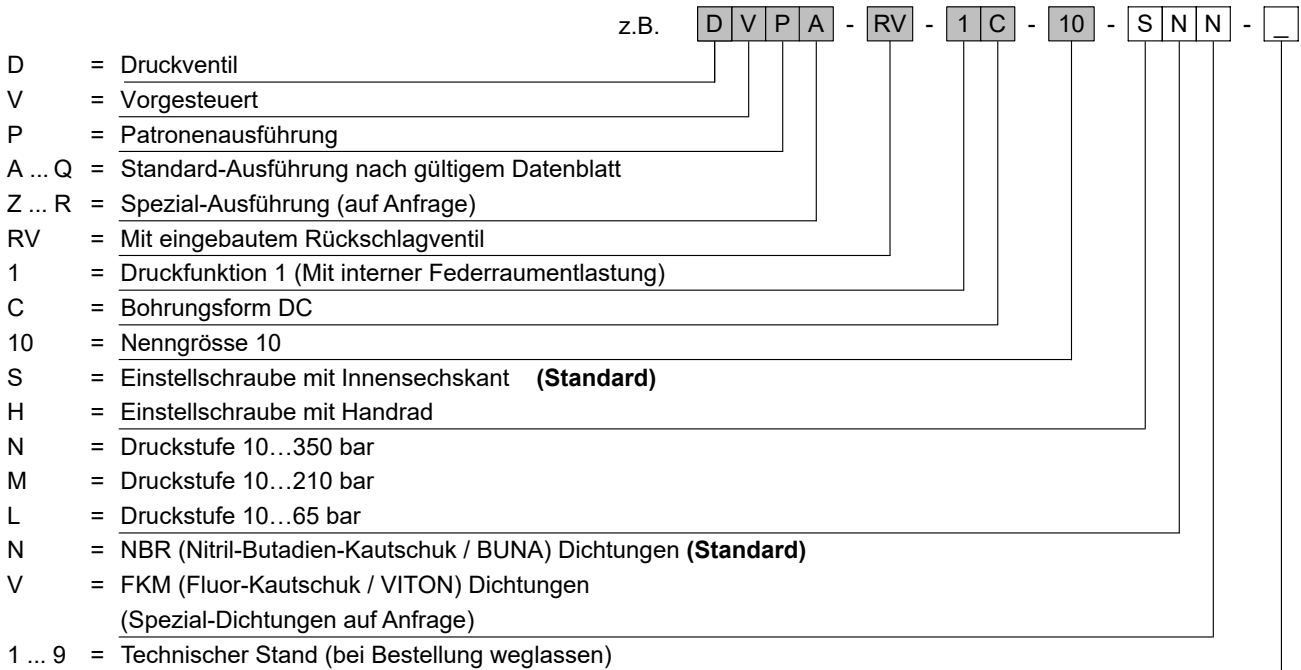 z.B. D V P A - RV - 1 C - 10 - S N N - _
D = Druckventil
V = Vorgesteuert
P = Patronenausführung
A ... Q = Standard-Ausführung nach gültigem Datenblatt
Z ... R = Spezial-Ausführung (auf Anfrage)
RV = Mit eingebautem Rückschlagventil
1 = Druckfunktion 1 (Mit interner Federraumentlastung)
C = Bohrungsform DC
10 = Nenngrösse 10
S = Einstellschraube mit Innensechskant (Standard)
H = Einstellschraube mit Handrad
N = Druckstufe 10…350 bar
M = Druckstufe 10…210 bar
L = Druckstufe 10…65 bar
N = NBR (Nitril-Butadien-Kautschuk / BUNA) Dichtungen (Standard)
V = FKM (Fluor-Kautschuk / VITON) Dichtungen
(Spezial-Dichtungen auf Anfrage)
1 ... 9 = Technischer Stand (bei Bestellung weglassen)